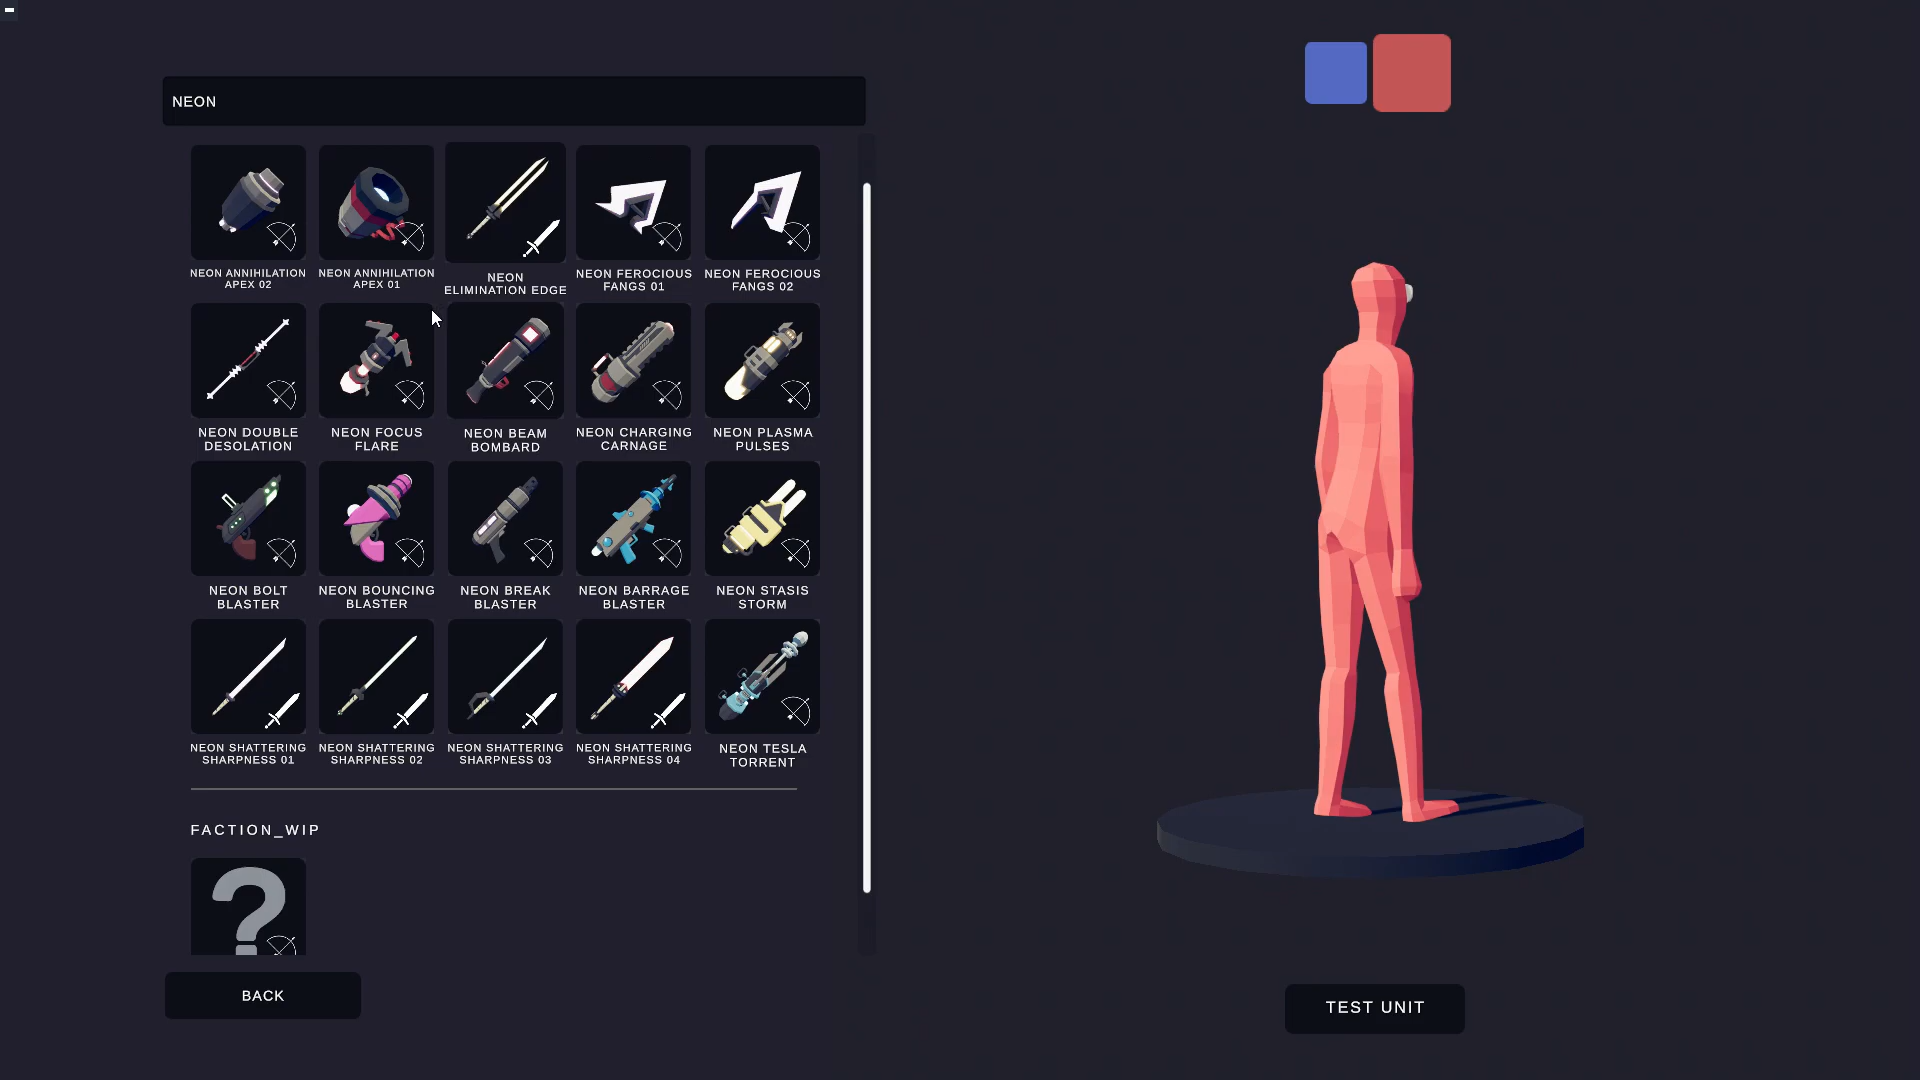 NEON
NEON ANNIHILATION
APEX 02
NEON ANNIHILATION
APEX 01
NEON
ELIMINATION EDGE
NEON FEROCIOUS
FANGS 01
NEON FEROCIOUS
FANGS 02
NEON DOUBLE
DESOLATION
NEON FOCUS
FLARE
NEON BEAM
BOMBARD
NEON CHARGING
CARNAGE
NEON PLASMA
PULSES
NEON BOLT
BLASTER
NEON BOUNCING
BLASTER
NEON BREAK
BLASTER
NEON BARRAGE
BLASTER
NEON STASIS
STORM
NEON SHATTERING
SHARPNESS 01
NEON SHATTERING
SHARPNESS 02
NEON SHATTERING
SHARPNESS 03
NEON SHATTERING
SHARPNESS 04
NEON TESLA
TORRENT
FACTION_WIP
?
BACK
TEST UNIT